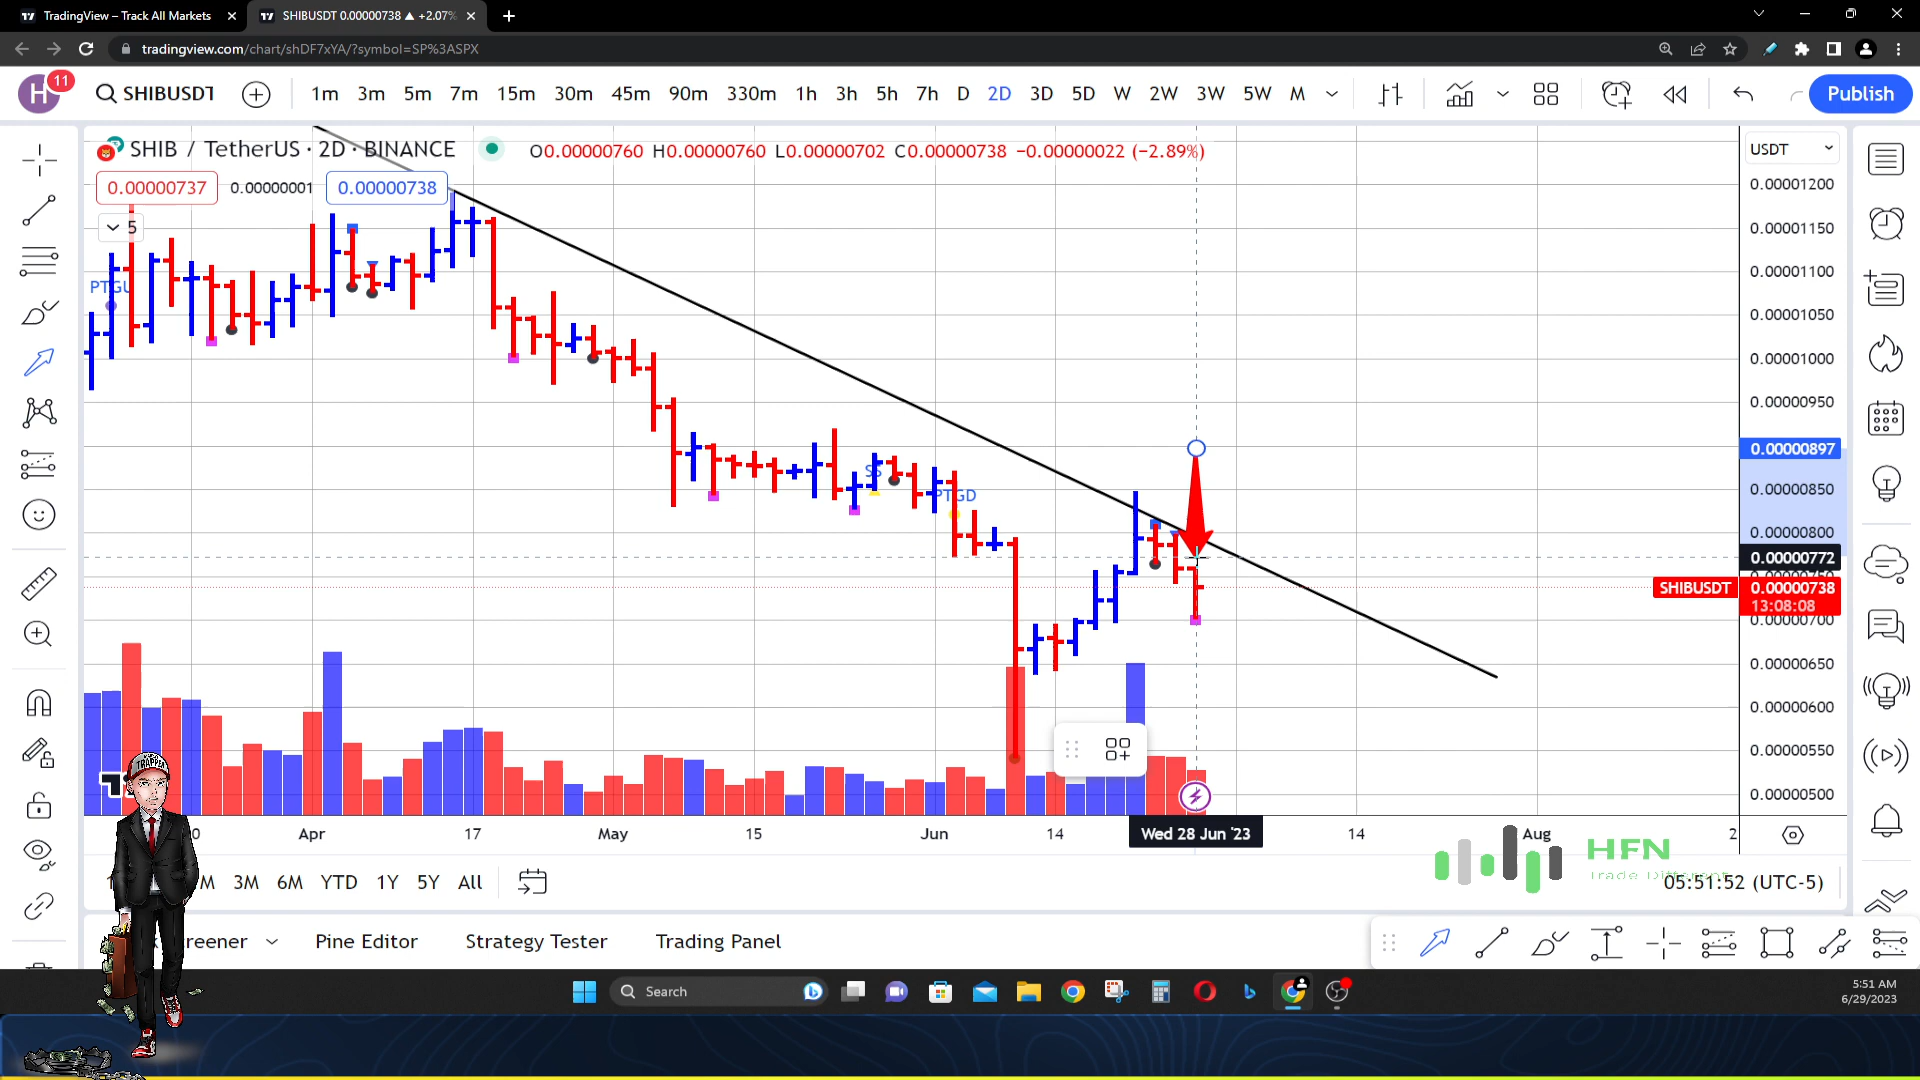 TradingView – Track All Markets
SHIBUSDT 0.00000738 ▲ +2.07%
tradingview.com/chart/shDF7xYA/?symbol=SP%3ASPX
H
11
SHIBUSDT
1m 3m 5m 7m 15m 30m 45m 90m 330m 1h 3h 5h 7h D 2D 3D 5D W 2W 3W 5W M
Publish
SHIB / TetherUS · 2D · BINANCE
O0.00000760 H0.00000760 L0.00000702 C0.00000738 −0.00000022 (−2.89%)
USDT
0.00000737 0.00000001 0.00000738
5
PTGU
SS
PTGD
0.00001200
0.00001150
0.00001100
0.00001050
0.00001000
0.00000950
0.00000897
0.00000850
0.00000800
0.00000772
SHIBUSDT 0.00000738
13:08:08
0.00000700
0.00000650
0.00000600
0.00000550
0.00000500
Apr 17 May 15 Jun 14 Wed 28 Jun '23 14 Aug 2
TRAPPER
HFN
Trade Different
M 3M 6M YTD 1Y 5Y All
05:51:52 (UTC-5)
reener Pine Editor Strategy Tester Trading Panel
Search
5:51 AM
6/29/2023